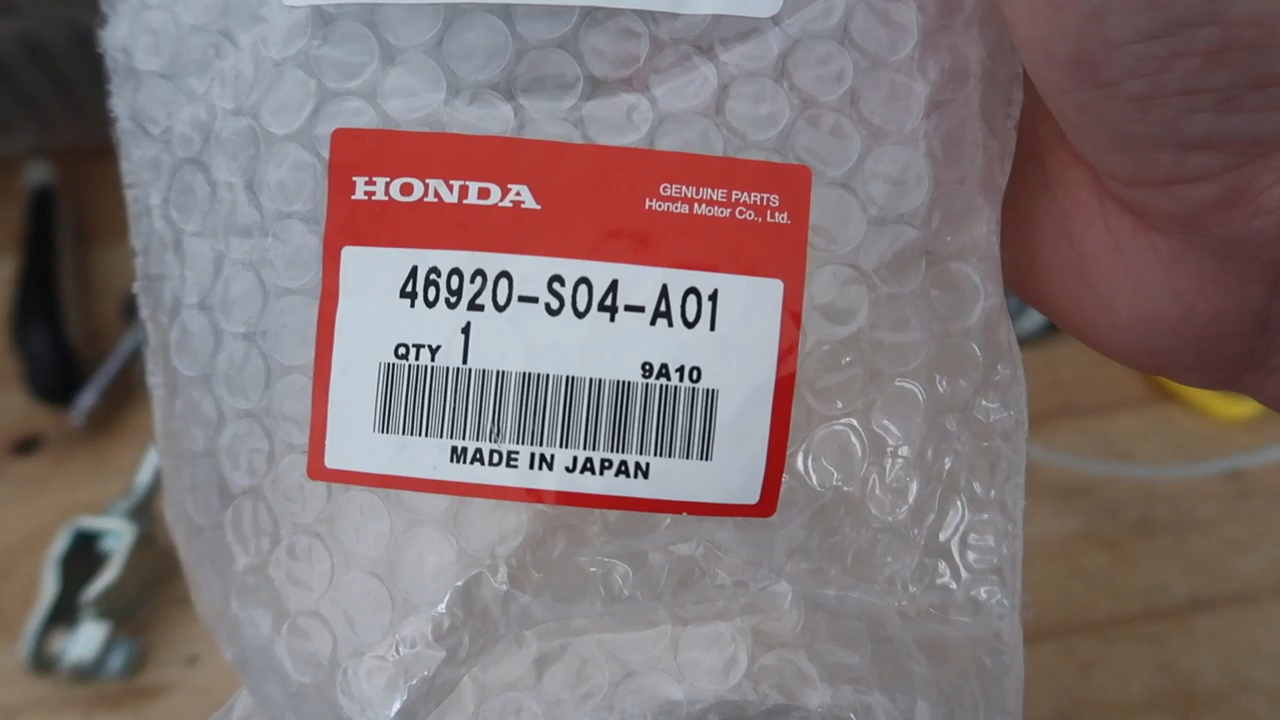 HONDA
GENUINE PARTS
Honda Motor Co., Ltd.
46920-S04-A01
QTY 1
9A10
MADE IN JAPAN